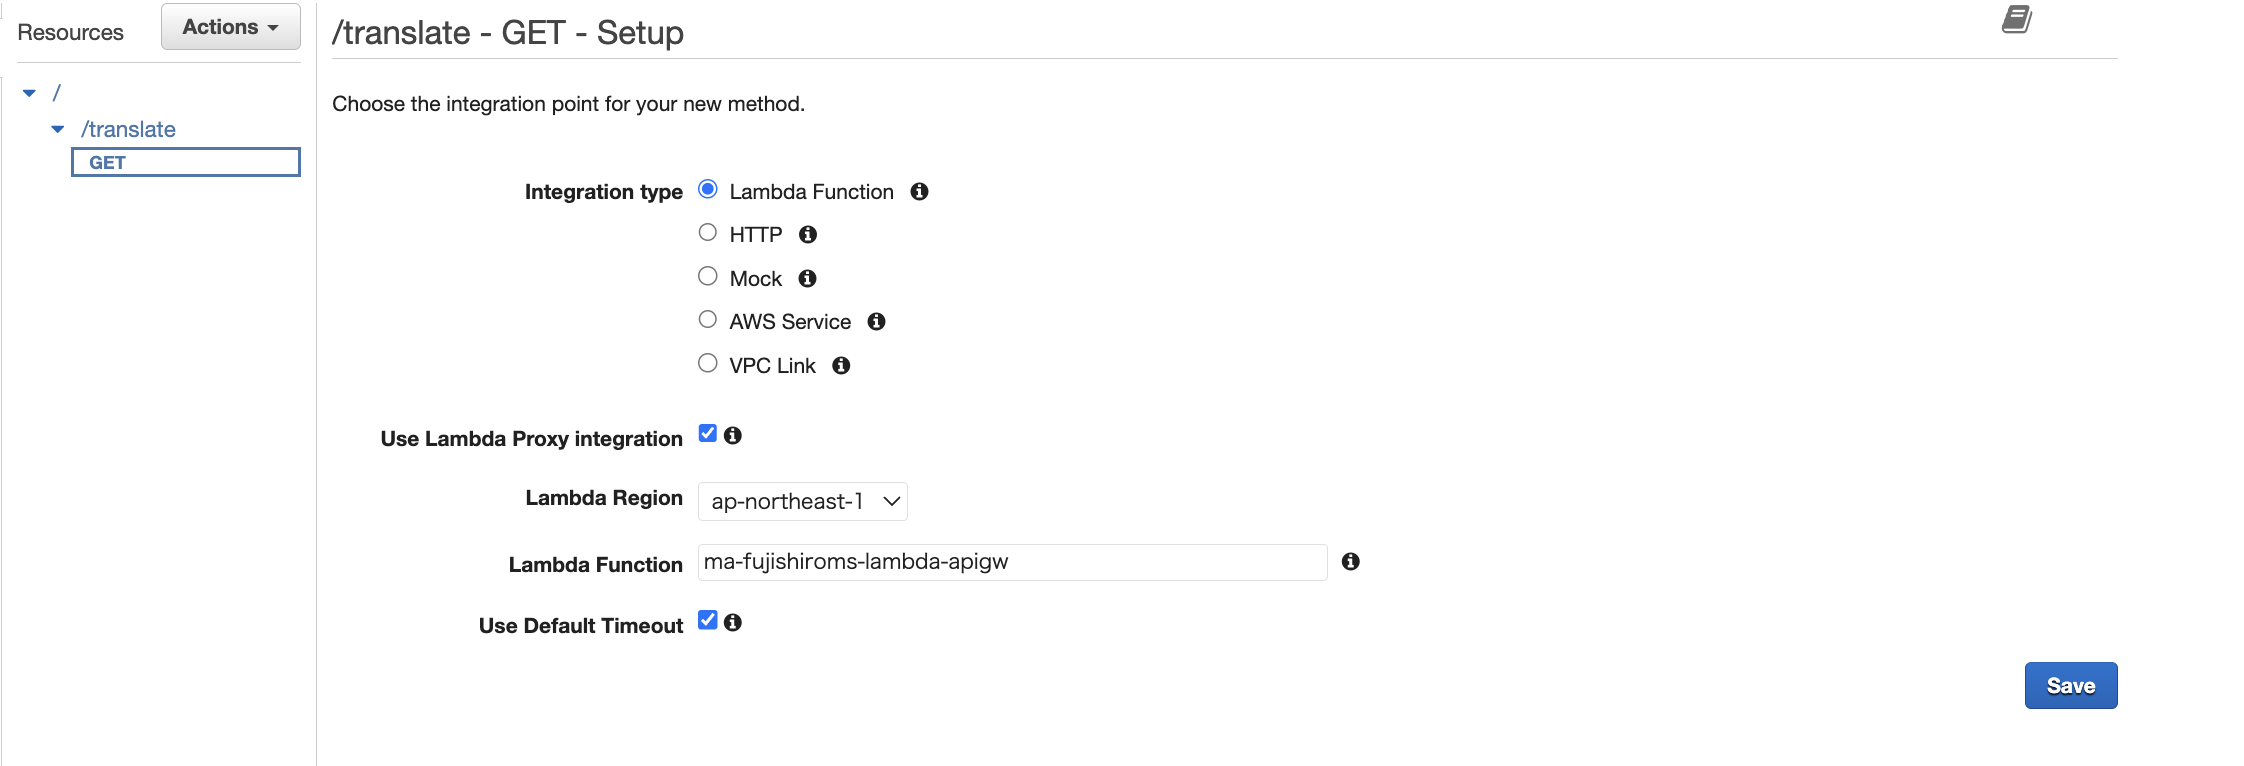 Resources
Actions
/
/translate
GET
/translate - GET - Setup
Choose the integration point for your new method.
Integration type
Lambda Function
HTTP
Mock
AWS Service
VPC Link
Use Lambda Proxy integration
Lambda Region
ap-northeast-1
Lambda Function
ma-fujishiroms-lambda-apigw
Use Default Timeout
Save